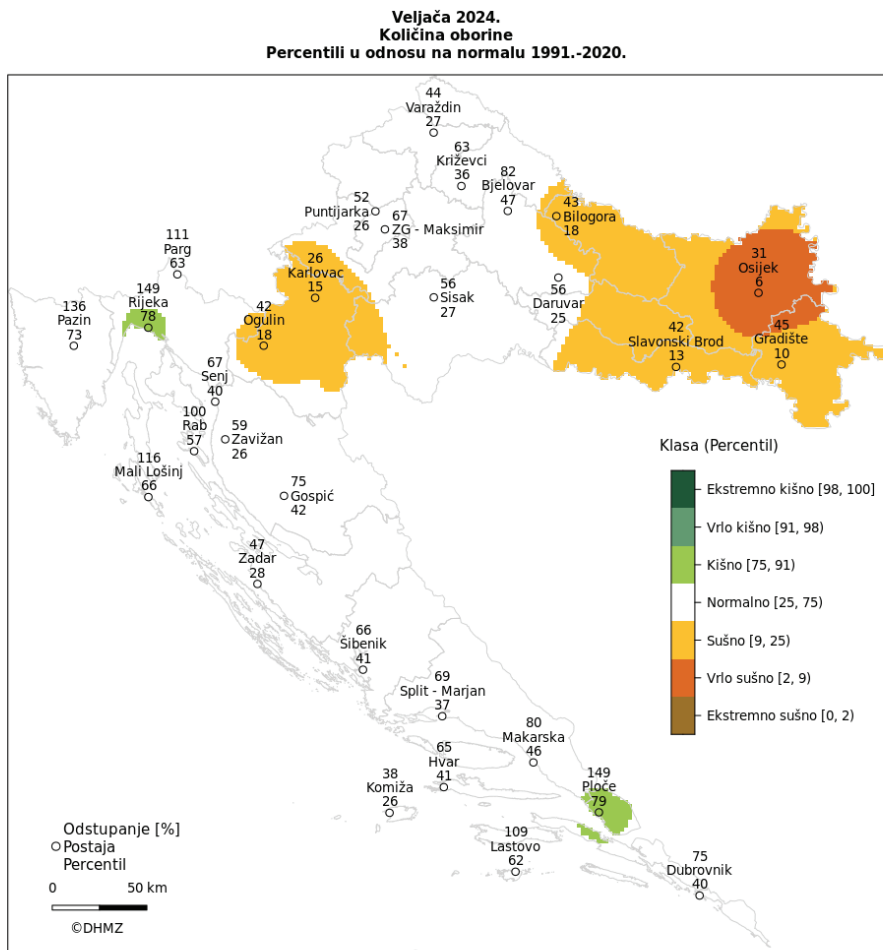 Veljača 2024.
Količina oborine
Percentili u odnosu na normalu 1991.-2020.
44
Varaždin
27
63
Križevci
36
82
Bjelovar
47
52
Puntijarka
26
67
ZG - Maksimir
38
43
Bilogora
18
111
Parg
63
26
Karlovac
15
56
Sisak
27
56
Daruvar
25
31
Osijek
6
136
Pazin
73
149
Rijeka
78
42
Ogulin
18
42
Slavonski Brod
13
45
Gradište
10
67
Senj
40
100
Rab
57
59
Zavižan
26
116
Mali Lošinj
66
75
Gospić
42
47
Zadar
28
66
Šibenik
41
69
Split - Marjan
37
80
Makarska
46
65
Hvar
41
38
Komiža
26
149
Ploče
79
109
Lastovo
62
75
Dubrovnik
40
Klasa (Percentil)
Ekstremno kišno [98, 100]
Vrlo kišno [91, 98)
Kišno [75, 91)
Normalno [25, 75)
Sušno [9, 25)
Vrlo sušno [2, 9)
Ekstremno sušno [0, 2)
Odstupanje [%]
Postaja
Percentil
0 50 km
©DHMZ